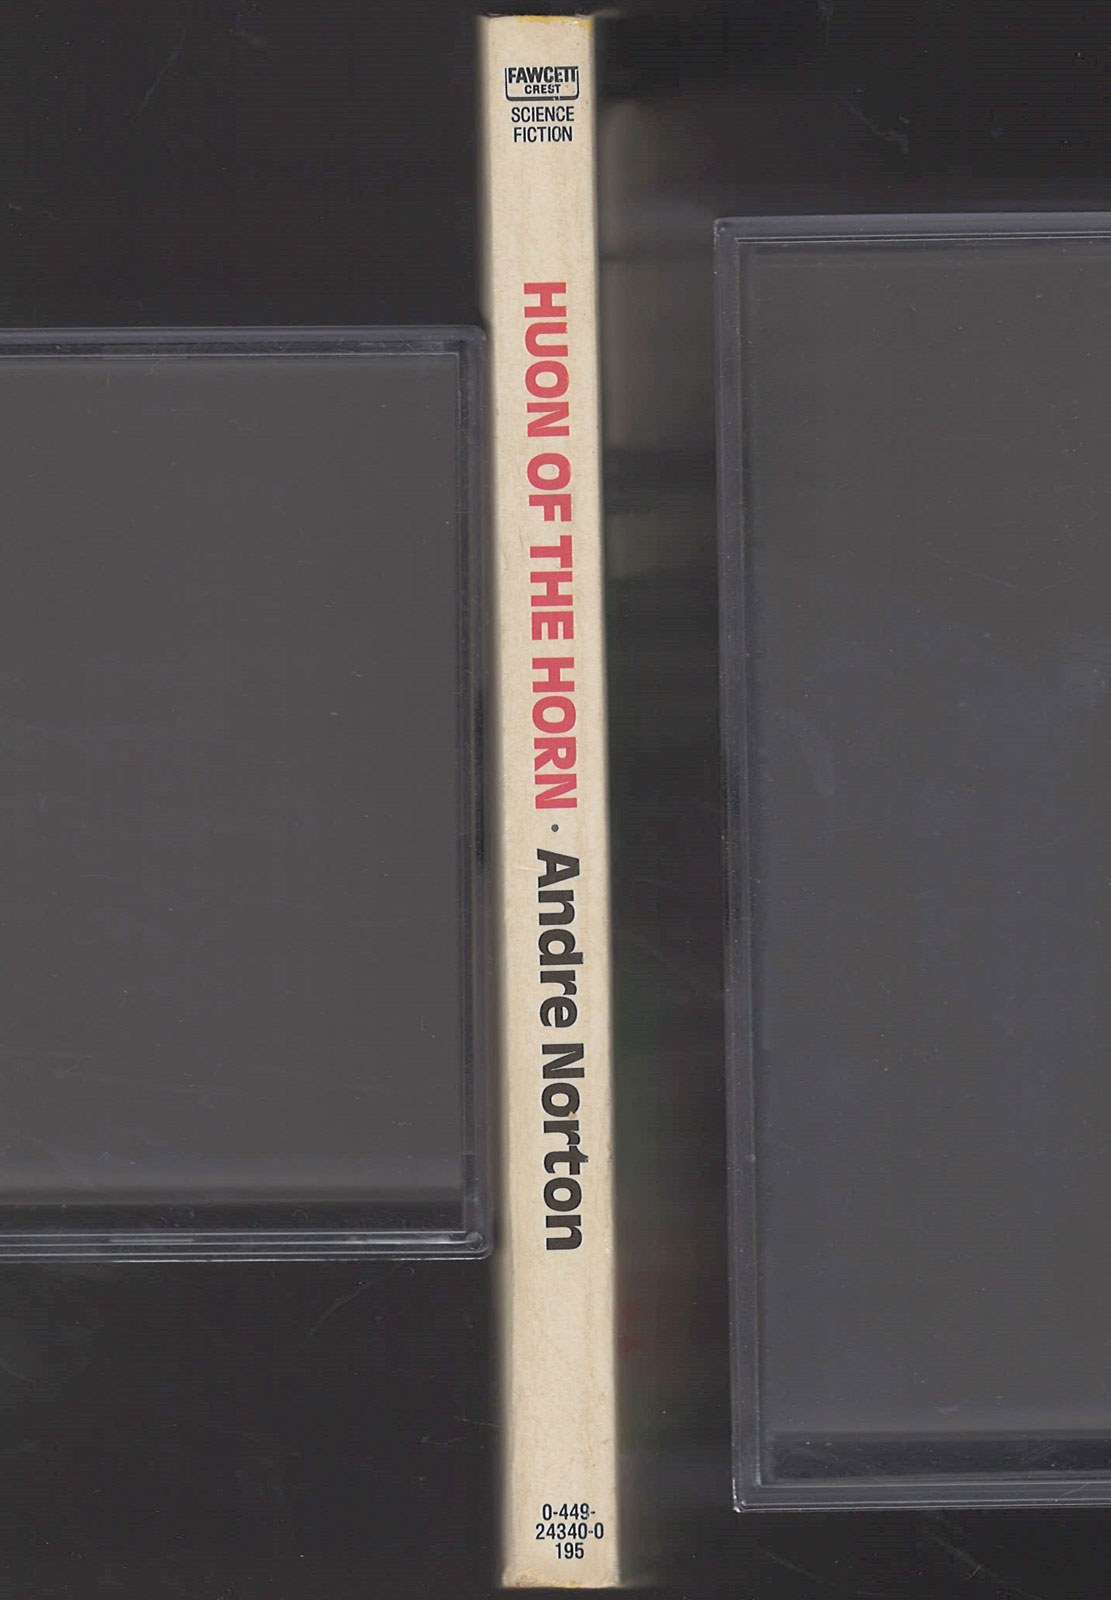 FAWCETT
CREST
SCIENCE
FICTION
HUON OF THE HORN · Andre Norton
0-449-
24340-0
195